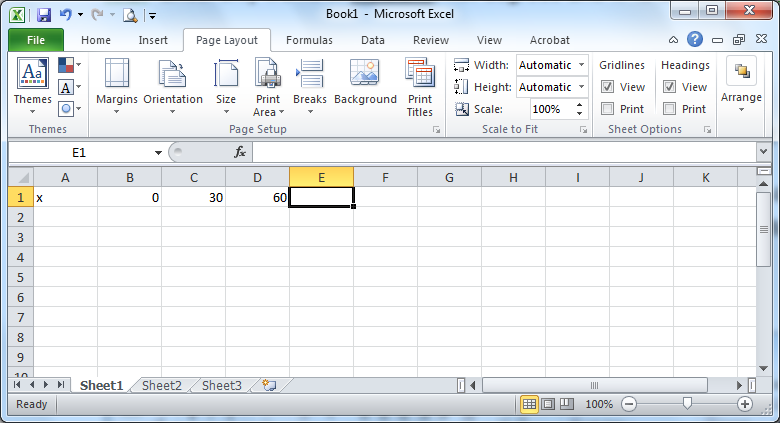 Book1 - Microsoft Excel
File Home Insert Page Layout Formulas Data Review View Acrobat
Aa Width: Automatic Gridlines Headings
A Height: Automatic View View
Themes Margins Orientation Size Print Area Breaks Background Print Titles Scale: 100% Print Print Arrange
Themes Page Setup Scale to Fit Sheet Options
E1 fx
A B C D E F G H I J K
1 x 0 30 60
2
3
4
5
6
7
8
9
10
Sheet1 Sheet2 Sheet3
Ready 100%